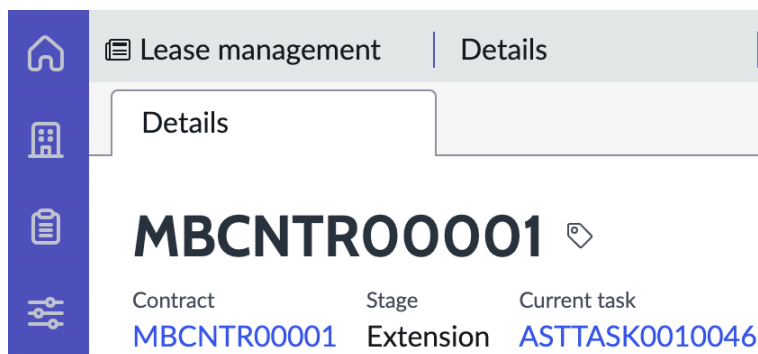 Lease management Details
Details
MBCNTR00001
Contract Stage Current task
MBCNTR00001 Extension ASTTASK0010046